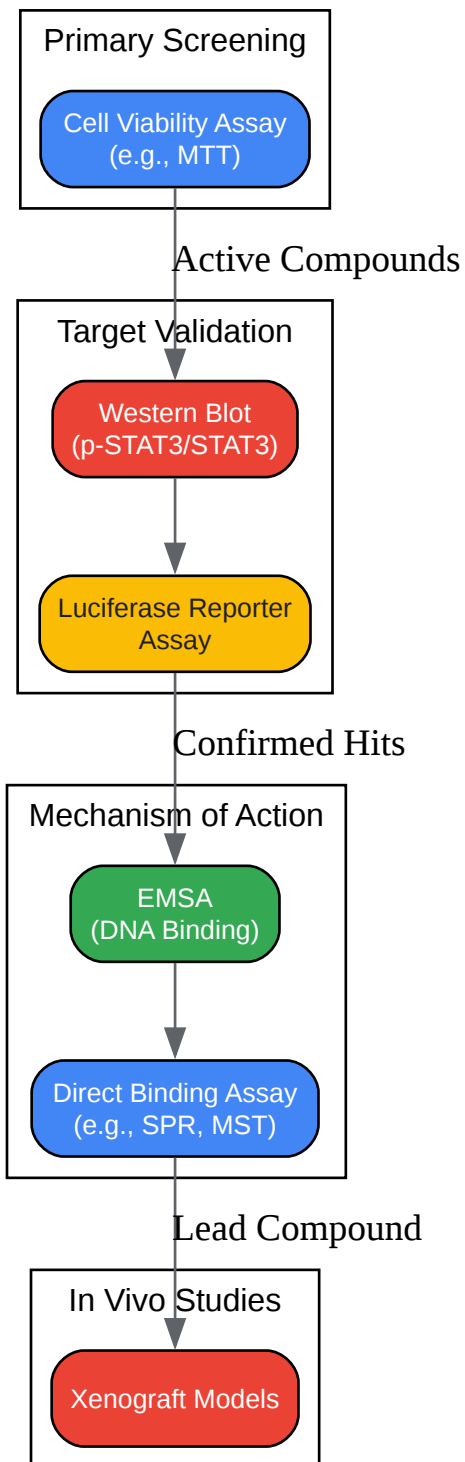 Primary Screening
Cell Viability Assay
(e.g., MTT)
Active Compounds
Target Validation
Western Blot
(p-STAT3/STAT3)
Luciferase Reporter
Assay
Confirmed Hits
Mechanism of Action
EMSA
(DNA Binding)
Direct Binding Assay
(e.g., SPR, MST)
Lead Compound
In Vivo Studies
Xenograft Models